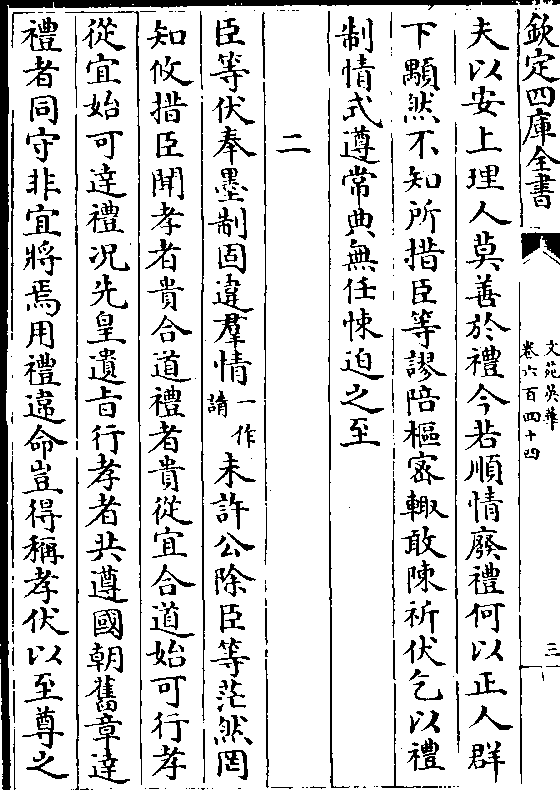 欽定四庫全書
文苑英華
卷六百四十四
三
夫以安上理人莫善於禮今若順情廢禮何以正人群
下顒然不知所措臣等謬陪樞宻輙敢陳祈伏乞以禮
制情式遵常典無任悚迫之至
二
臣等伏奉墨制固違羣情一作請未許公除臣等茫然罔
知攸措臣聞孝者貴合道禮者貴從宜合道始可行孝
從宜始可達禮况先皇遺㫖行孝者共遵國朝舊章達
禮者同守非宜將焉用禮違命豈得稱孝伏以至尊之